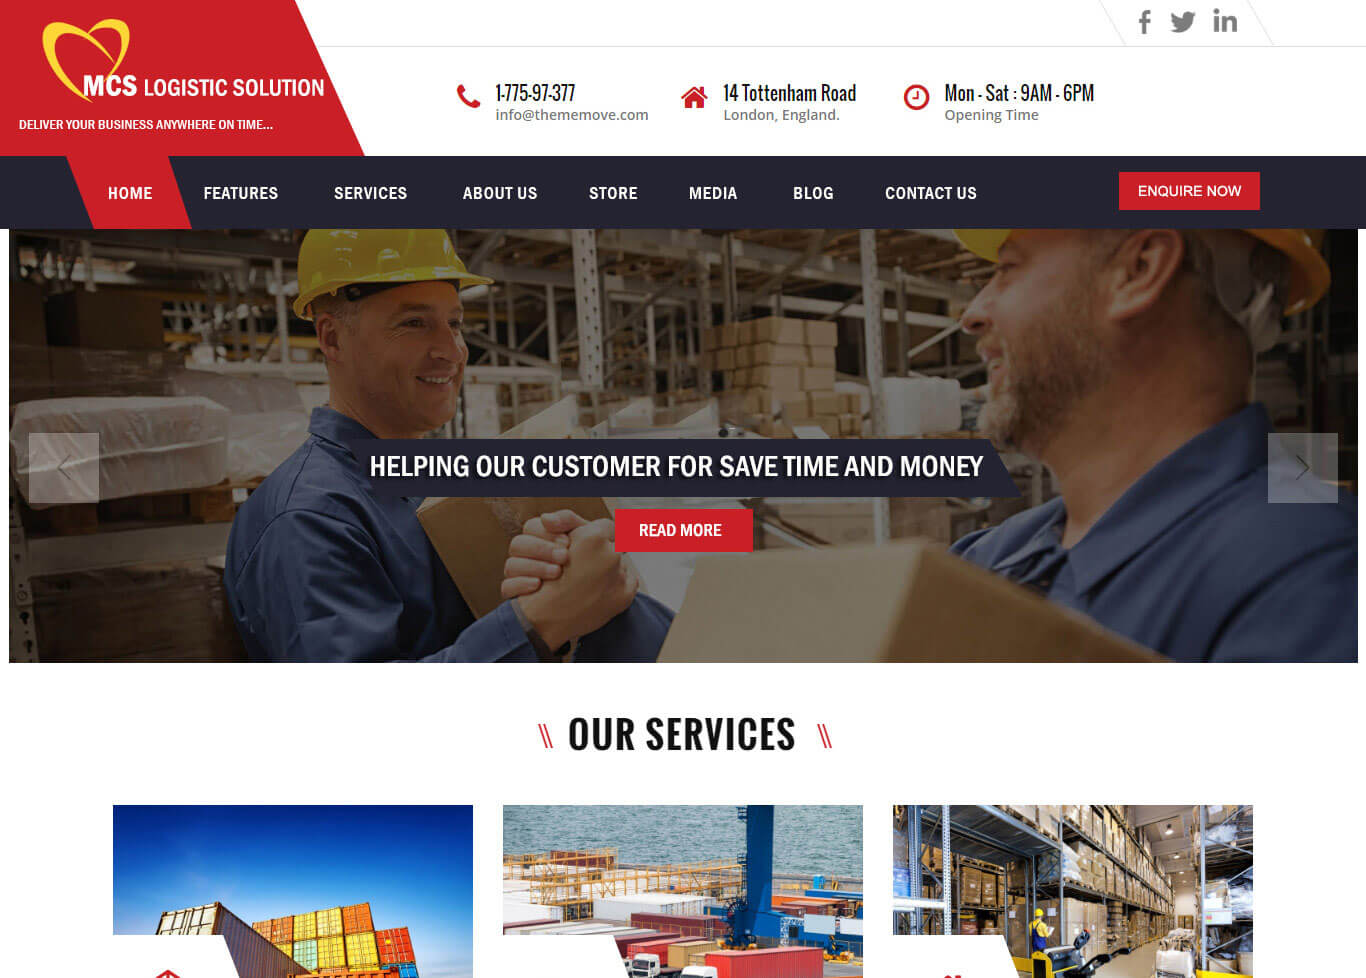 MCS LOGISTIC SOLUTION
DELIVER YOUR BUSINESS ANYWHERE ON TIME...
1-775-97-377
info@thememove.com
14 Tottenham Road
London, England.
Mon - Sat : 9AM - 6PM
Opening Time
HOME
FEATURES
SERVICES
ABOUT US
STORE
MEDIA
BLOG
CONTACT US
ENQUIRE NOW
HELPING OUR CUSTOMER FOR SAVE TIME AND MONEY
READ MORE
OUR SERVICES